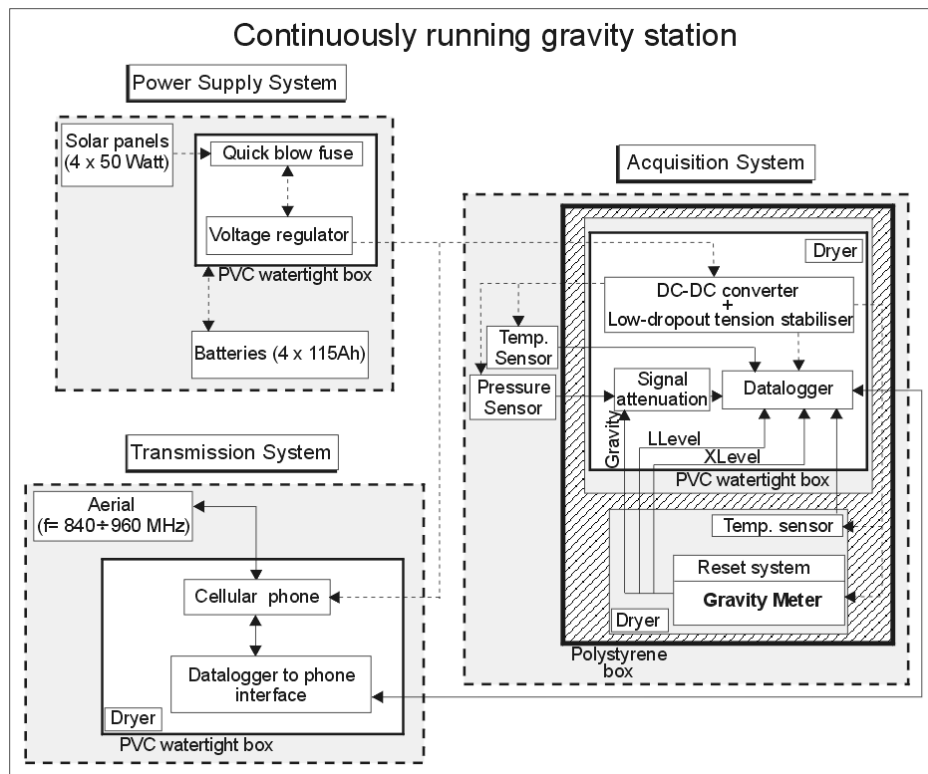 Continuously running gravity station
Power Supply System
Solar panels
(4 x 50 Watt)
Quick blow fuse
Voltage regulator
PVC watertight box
Batteries (4 x 115Ah)
Acquisition System
Dryer
DC-DC converter
+
Low-dropout tension stabiliser
Temp.
Sensor
Pressure
Sensor
Signal
attenuation
Datalogger
Gravity
LLevel
XLevel
PVC watertight box
Temp. sensor
Reset system
Gravity Meter
Dryer
Polystyrene
box
Transmission System
Aerial
(f= 840÷960 MHz)
Cellular phone
Datalogger to phone
interface
Dryer
PVC watertight box